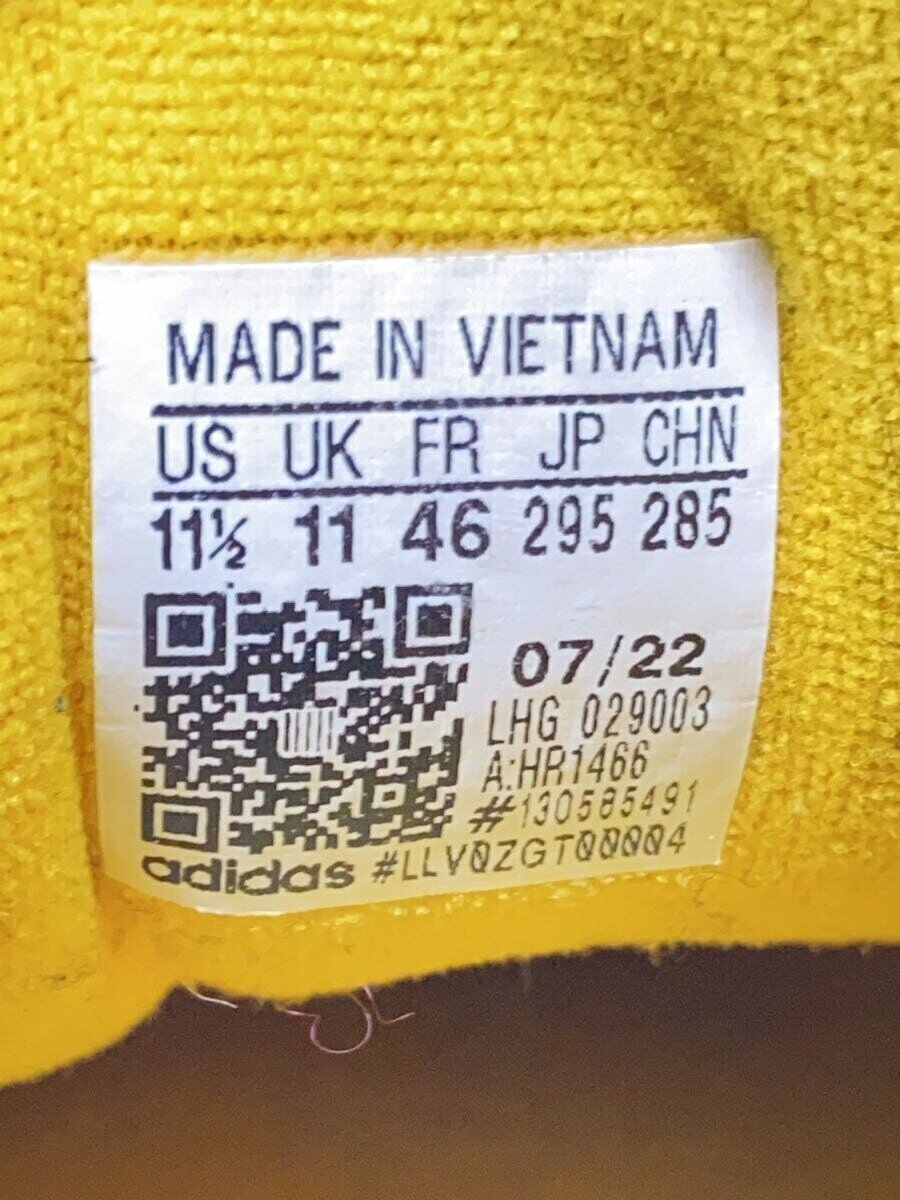 MADE IN VIETNAM
US UK FR JP CHN
11½ 11 46 295 285
07/22
LHG 029003
A:HR1466
#130585491
adidas #LLV0ZGT00004